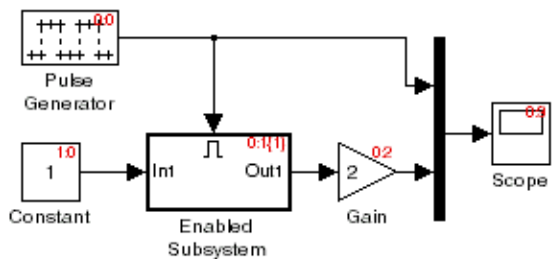 0:0
Pulse
Generator
1:0
1
Constant
0:1{1}
In1
Out1
Enabled
Subsystem
0:2
2
Gain
0:3
Scope